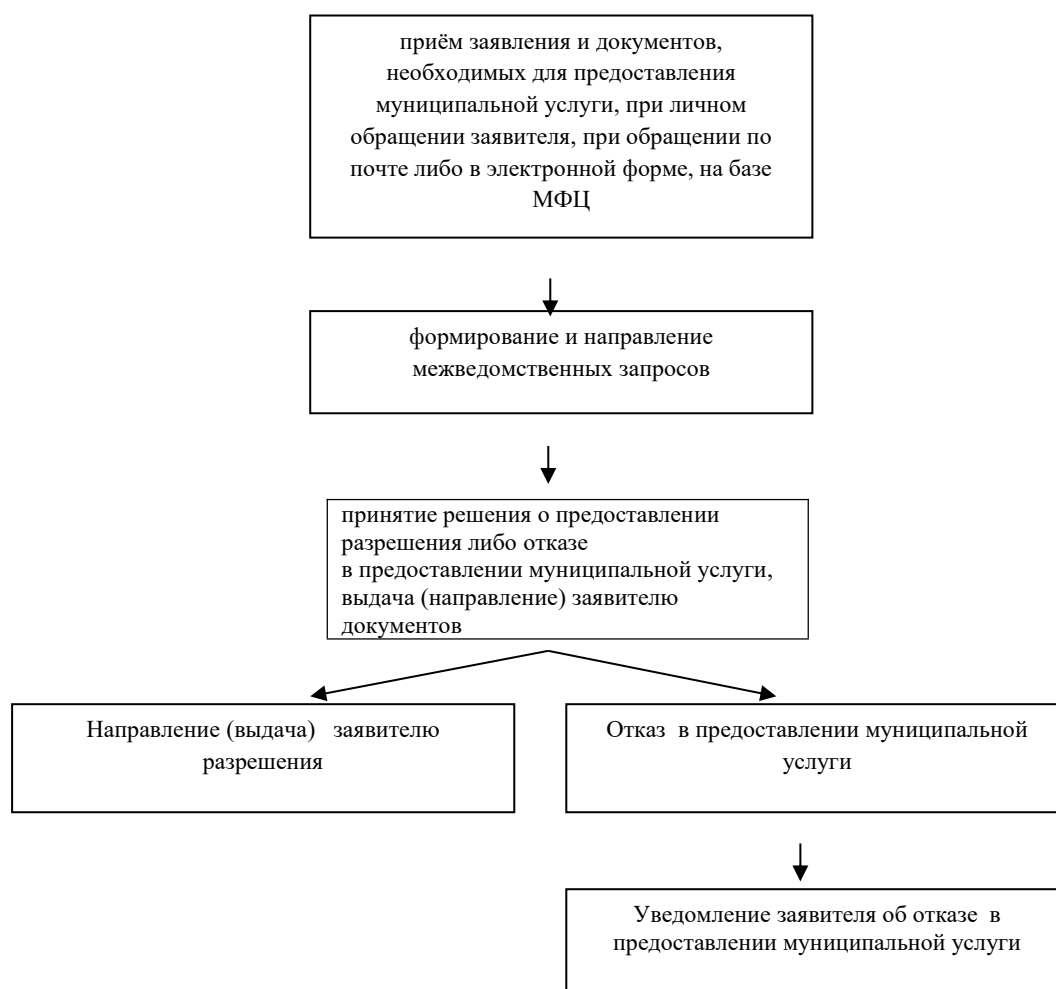 приём заявления и документов,
необходимых для предоставления
муниципальной услуги, при личном
обращении заявителя, при обращении по
почте либо в электронной форме, на базе
МФЦ
формирование и направление
межведомственных запросов
принятие решения о предоставлении
разрешения либо отказе
в предоставлении муниципальной услуги,
выдача (направление) заявителю
документов
Направление (выдача) заявителю
разрешения
Отказ в предоставлении муниципальной
услуги
Уведомление заявителя об отказе в
предоставлении муниципальной услуги